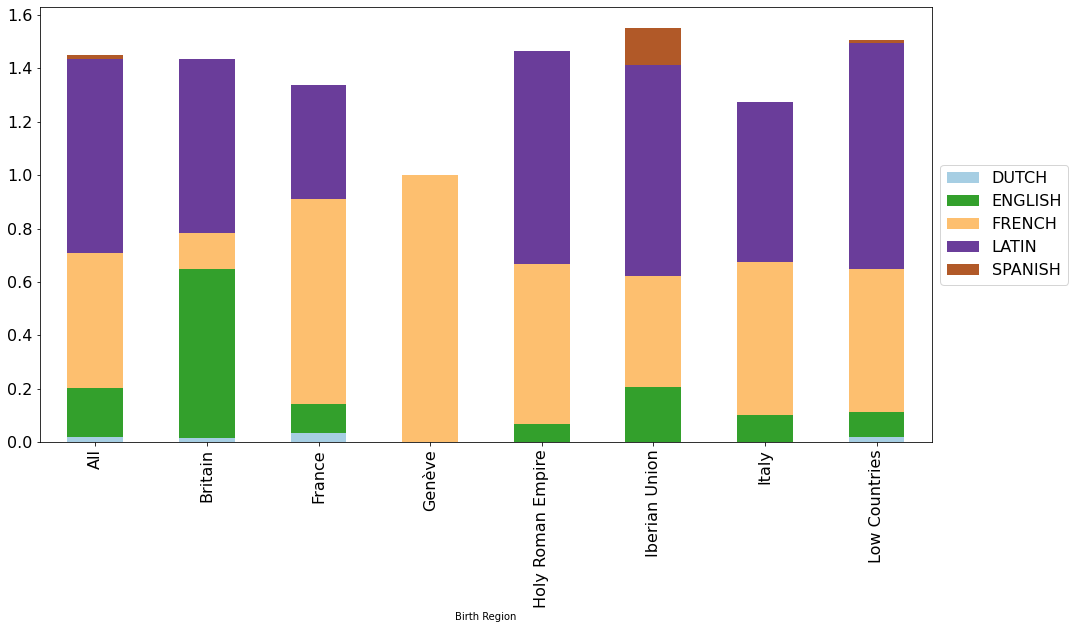 1.6
1.4
1.2
1.0
0.8
0.6
0.4
0.2
0.0
All
Britain
France
Genève
Holy Roman Empire
Iberian Union
Italy
Low Countries
Birth Region
DUTCH
ENGLISH
FRENCH
LATIN
SPANISH